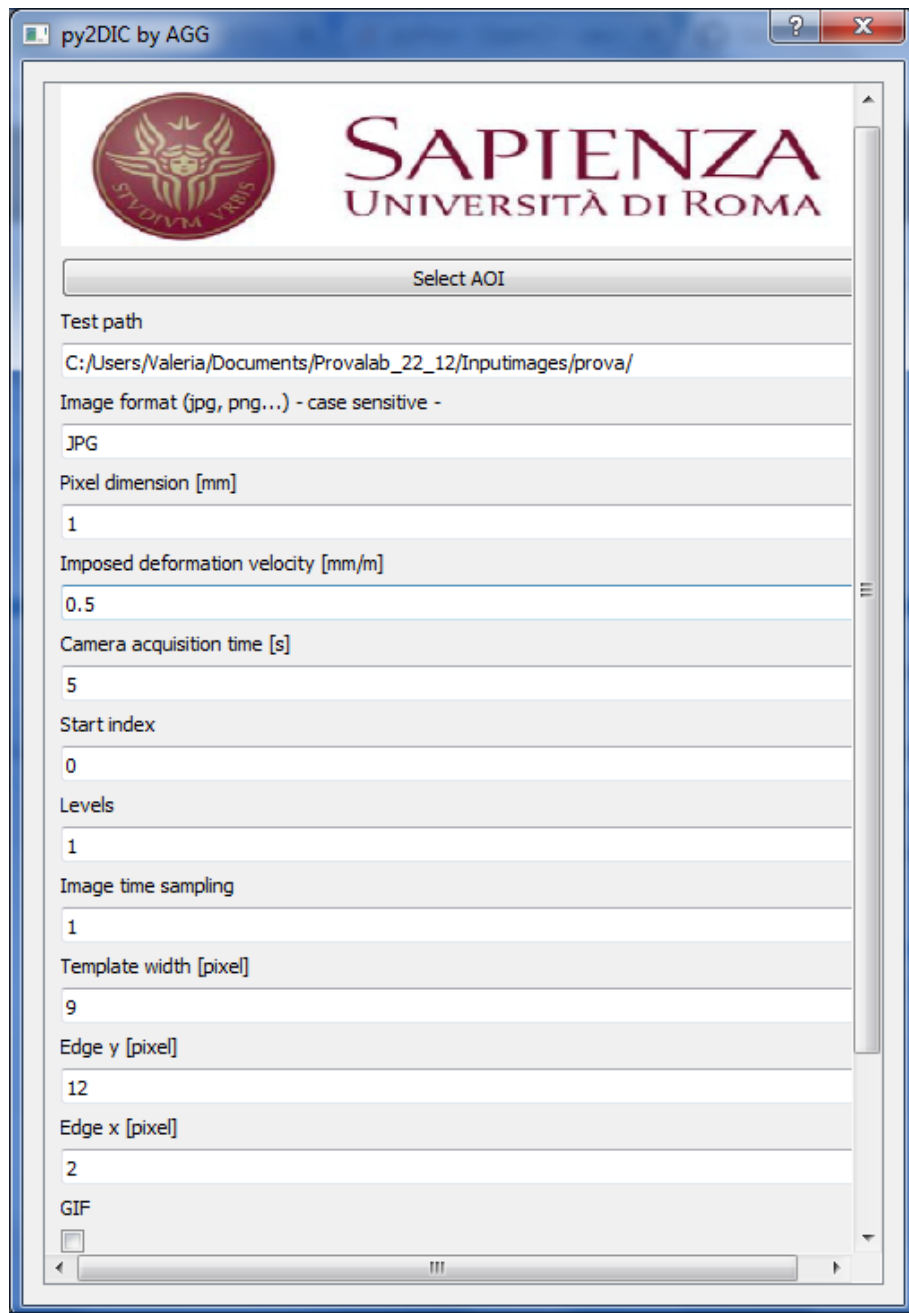 py2DIC by AGG
STVDIVM VRBIS
SAPIENZA
UNIVERSITÀ DI ROMA
Select AOI
Test path
C:/Users/Valeria/Documents/Provalab_22_12/Inputimages/prova/
Image format (jpg, png...) - case sensitive -
JPG
Pixel dimension [mm]
1
Imposed deformation velocity [mm/m]
0.5
Camera acquisition time [s]
5
Start index
0
Levels
1
Image time sampling
1
Template width [pixel]
9
Edge y [pixel]
12
Edge x [pixel]
2
GIF